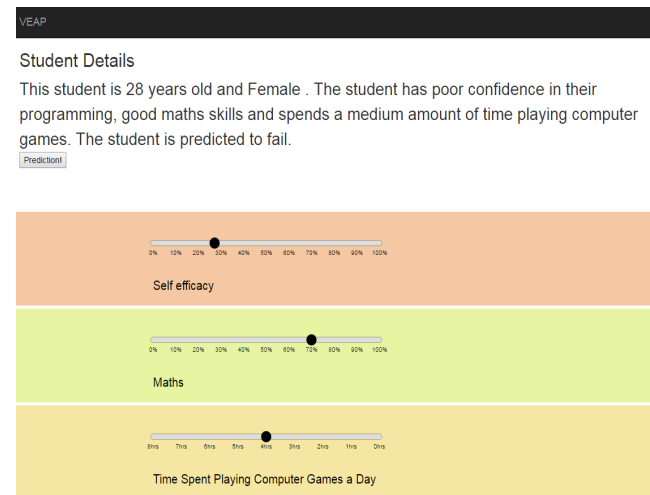 VEAP
Student Details
This student is 28 years old and Female . The student has poor confidence in their
programming, good maths skills and spends a medium amount of time playing computer
games. The student is predicted to fail.
Prediction!
0% 10% 20% 30% 40% 50% 60% 70% 80% 90% 100%
Self efficacy
0% 10% 20% 30% 40% 50% 60% 70% 80% 90% 100%
Maths
8hrs 7hrs 6hrs 5hrs 4hrs 3hrs 2hrs 1hrs 0hrs
Time Spent Playing Computer Games a Day